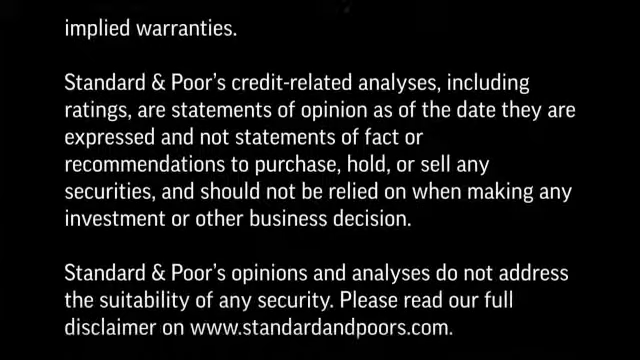 implied warranties.
Standard & Poor's credit-related analyses, including
ratings, are statements of opinion as of the date they are
expressed and not statements of fact or
recommendations to purchase, hold, or sell any
securities, and should not be relied on when making any
investment or other business decision.
Standard & Poor's opinions and analyses do not address
the suitability of any security. Please read our full
disclaimer on www.standardandpoors.com.